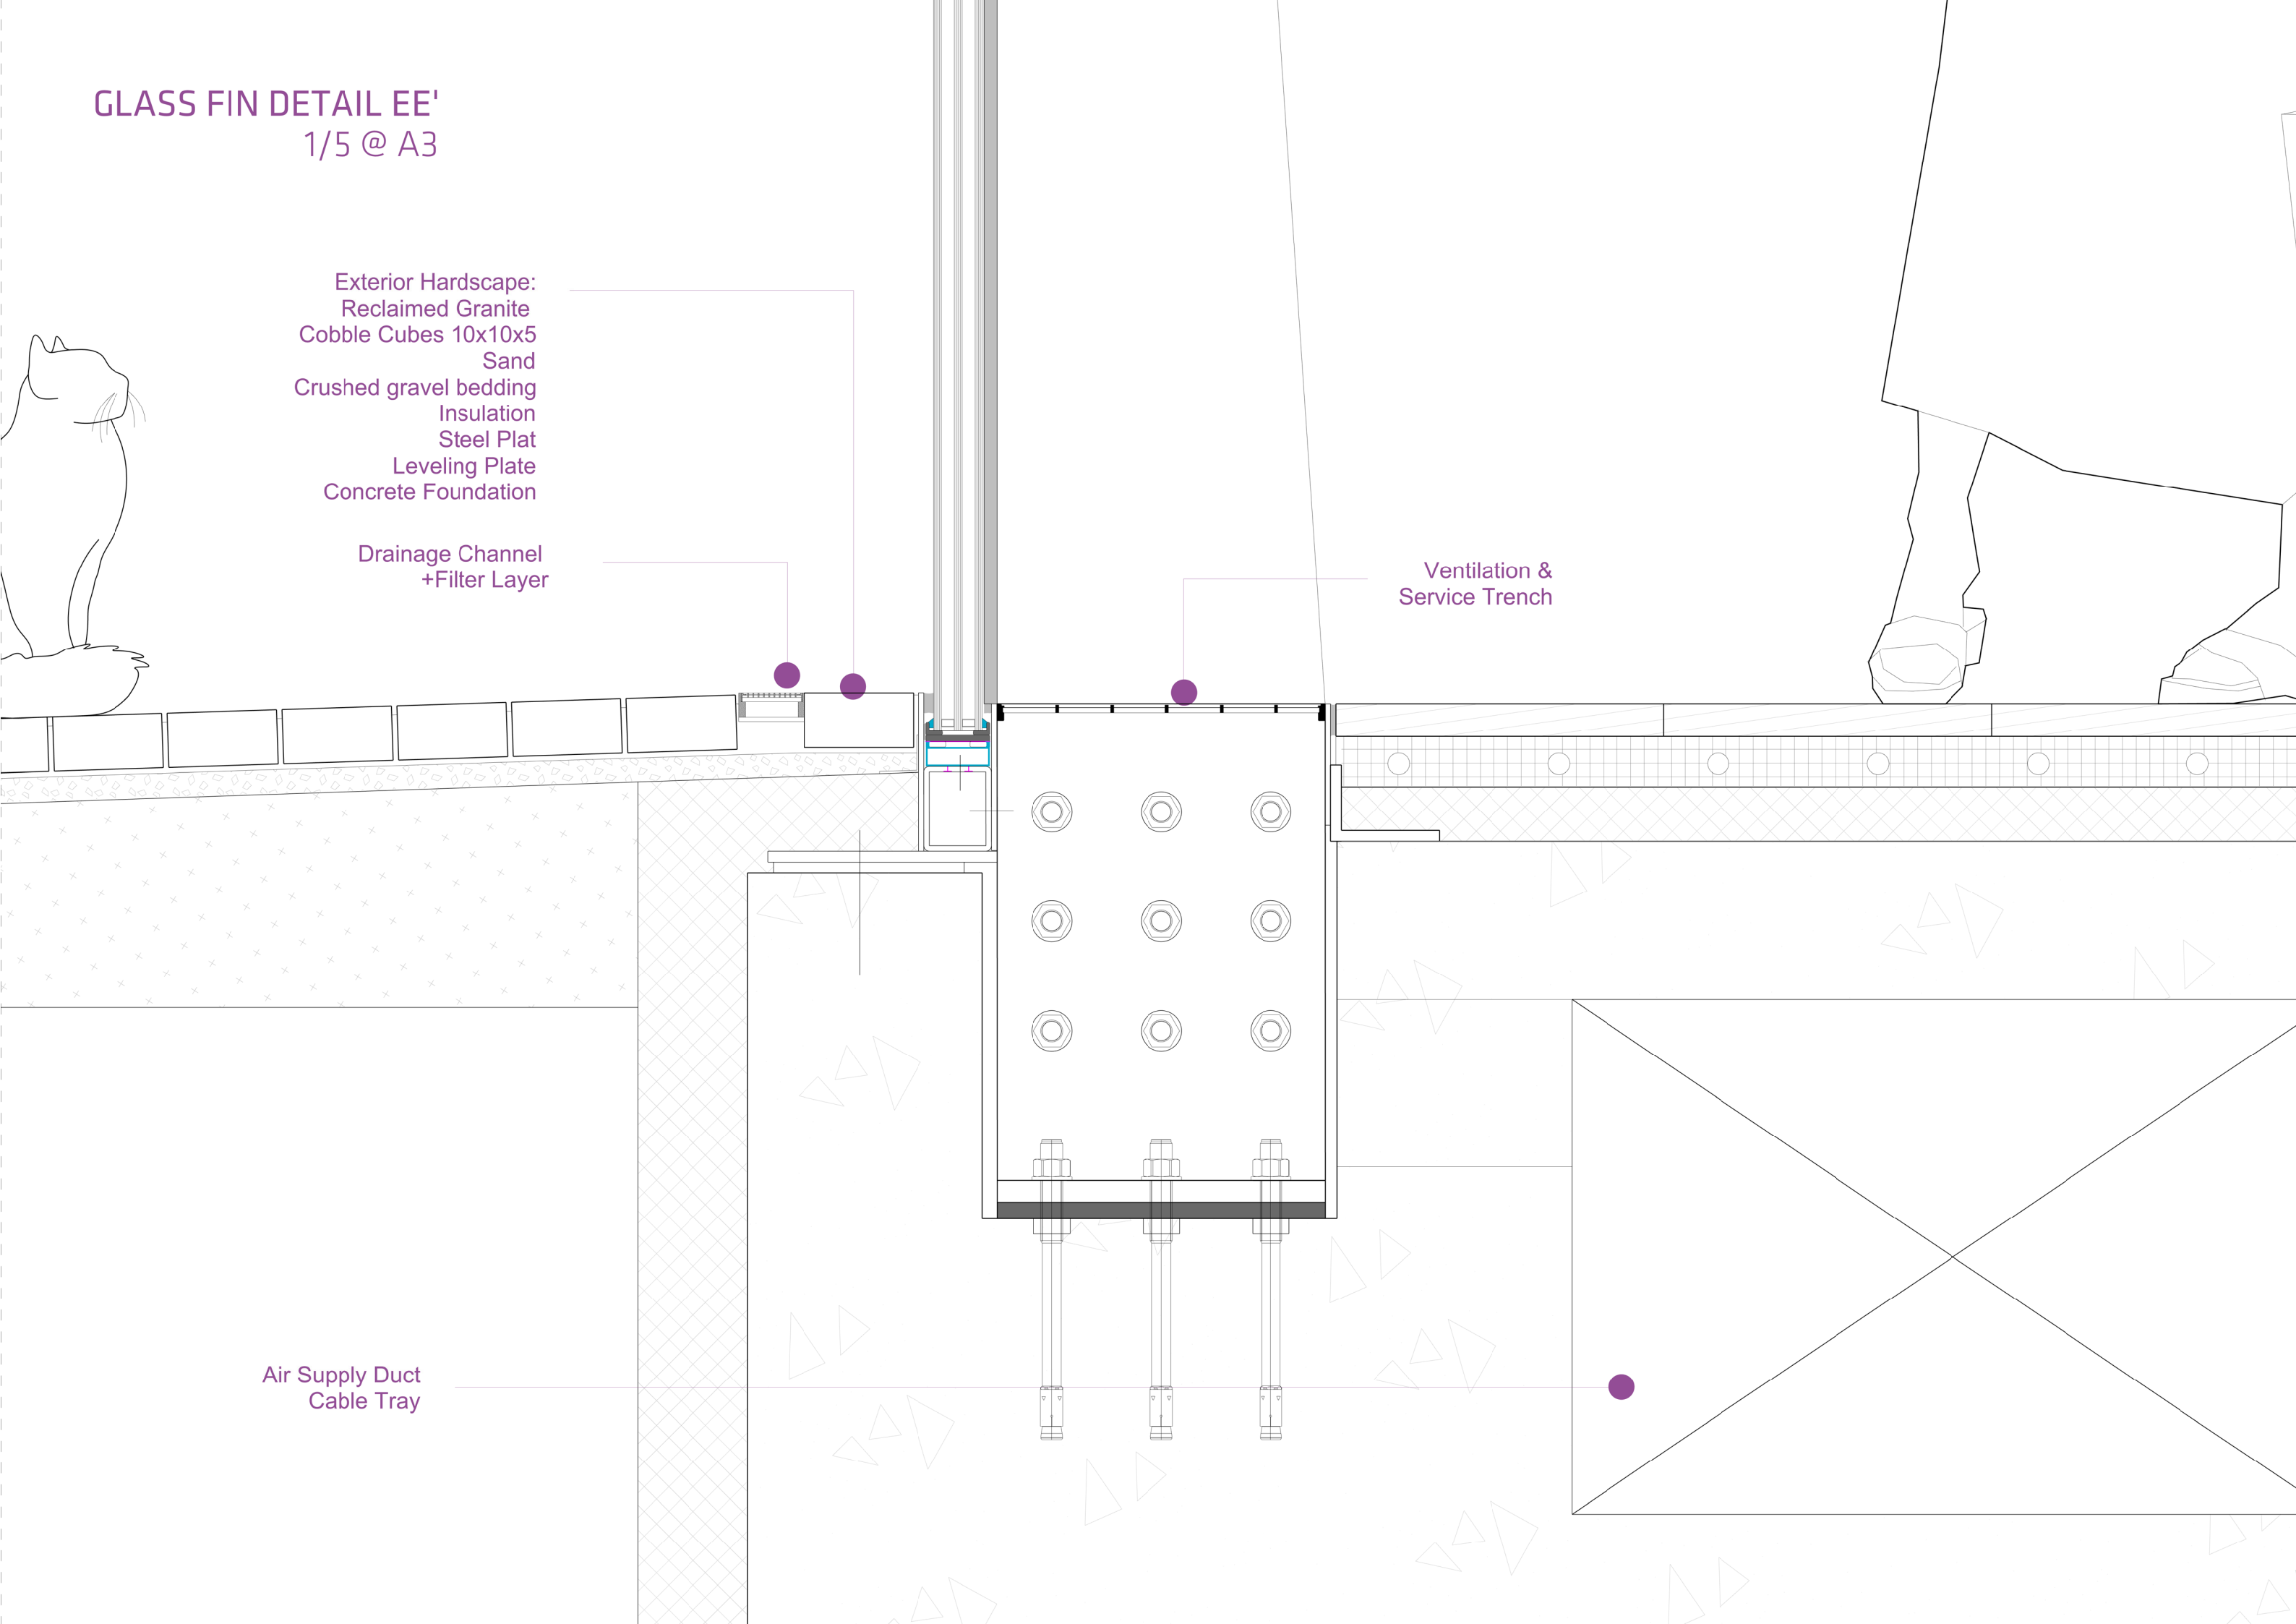 GLASS FIN DETAIL EE'
1/5 @ A3
Exterior Hardscape:
Reclaimed Granite
Cobble Cubes 10x10x5
Sand
Crushed gravel bedding
Insulation
Steel Plat
Leveling Plate
Concrete Foundation
Drainage Channel
+Filter Layer
Ventilation &
Service Trench
Air Supply Duct
Cable Tray